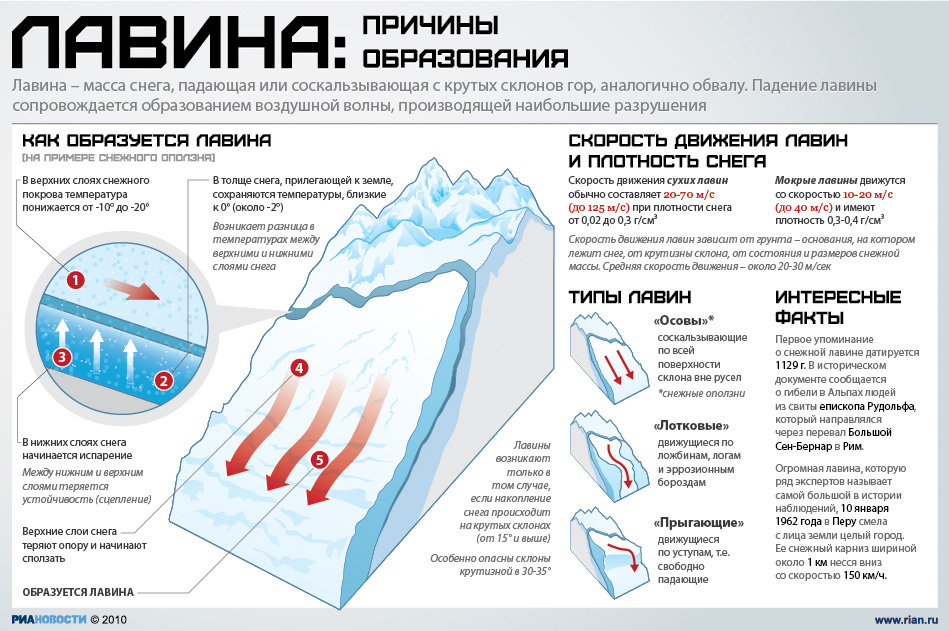 ЛАВИНА: ПРИЧИНЫ
ОБРАЗОВАНИЯ
Лавина – масса снега, падающая или соскальзывающая с крутых склонов гор, аналогично обвалу. Падение лавины
сопровождается образованием воздушной волны, производящей наибольшие разрушения
КАК ОБРАЗУЕТСЯ ЛАВИНА
(НА ПРИМЕРЕ СНЕЖНОГО ОПОЛЗНЯ)
В верхних слоях снежного
покрова температура
понижается от -10° до -20°
В толще снега, прилегающей к земле,
сохраняются температуры, близкие
к 0° (около -2°)
Возникает разница в
температурах между
верхними и нижними
слоями снега
1
3
2
4
5
В нижних слоях снега
начинается испарение
Между нижним и верхним
слоями теряется
устойчивость (сцепление)
Верхние слои снега
теряют опору и начинают
сползать
ОБРАЗУЕТСЯ ЛАВИНА
Лавины
возникают
только в
том случае,
если накопление
снега происходит
на крутых склонах
(от 15° и выше)
Особенно опасны склоны
крутизной в 30-35°
СКОРОСТЬ ДВИЖЕНИЯ ЛАВИН
И ПЛОТНОСТЬ СНЕГА
Скорость движения сухих лавин
обычно составляет 20-70 м/с
(до 125 м/с) при плотности снега
от 0,02 до 0,3 г/см³
Мокрые лавины движутся
со скоростью 10-20 м/с
(до 40 м/с) и имеют
плотность 0,3-0,4 г/см³
Скорость движения лавин зависит от грунта – основания, на котором
лежит снег, от крутизны склона, от состояния и размеров снежной
массы. Средняя скорость движения – около 20-30 м/сек
ТИПЫ ЛАВИН
«Осовы»*
соскальзывающие
по всей
поверхности
склона вне русел
*снежные оползни
«Лотковые»
движущиеся по
ложбинам, логам
и эррозионным
бороздам
«Прыгающие»
движущиеся
по уступам, т.е.
свободно
падающие
ИНТЕРЕСНЫЕ
ФАКТЫ
Первое упоминание
о снежной лавине датируется
1129 г. В историческом
документе сообщается
о гибели в Альпах людей
из свиты епископа Рудольфа,
который направлялся
через перевал Большой
Сен-Бернар в Рим.
Огромная лавина, которую
ряд экспертов называет
самой большой в истории
наблюдений, 10 января
1962 года в Перу смела
с лица земли целый город.
Ее снежный карниз шириной
около 1 км несся вниз
со скоростью 150 км/ч.
РИАНОВОСТИ © 2010
www.rian.ru